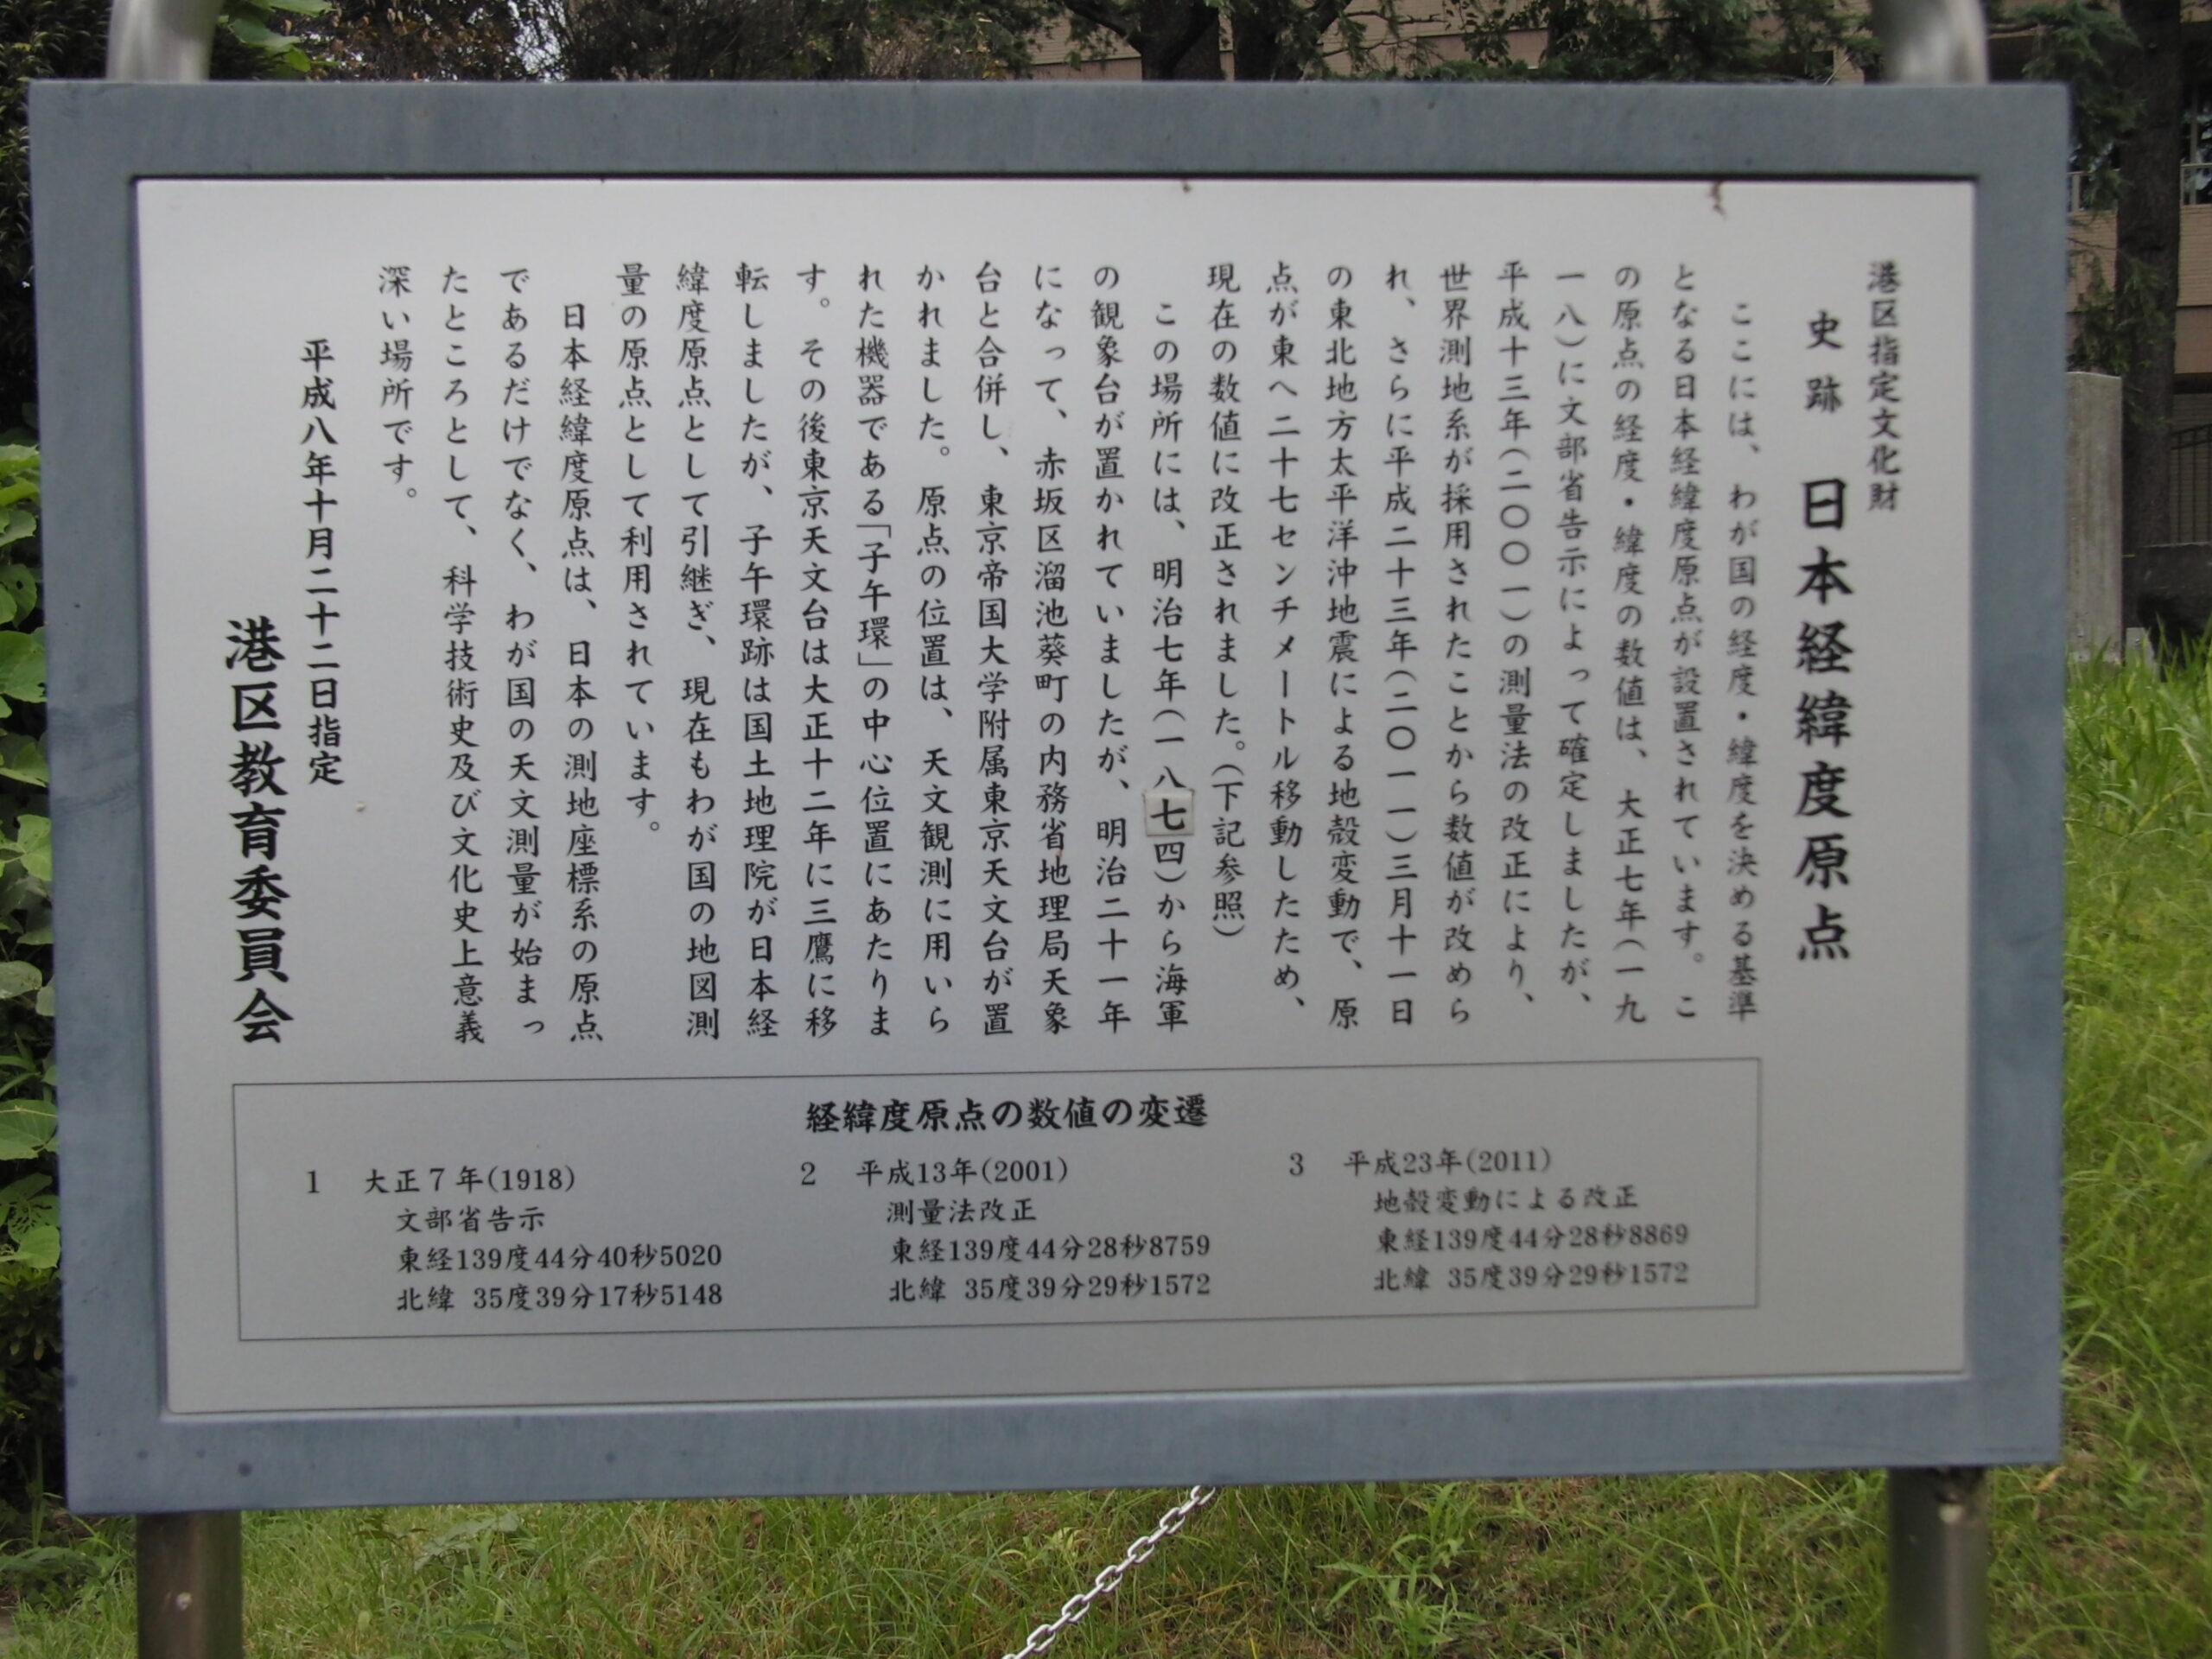 港区指定文化財
史跡 日本経緯度原点
ここには、わが国の経度・緯度を決める基準
となる日本経緯度原点が設置されています。こ
の原点の経度・緯度の数値は、大正七年(一九
一八)に文部省告示によって確定しましたが、
平成十三年(二〇〇一)の測量法の改正により、
世界測地系が採用されたことから数値が改めら
れ、さらに平成二十三年(二〇一一)三月十一日
の東北地方太平洋沖地震による地殻変動で、原
点が東へ二十七センチメートル移動したため、
現在の数値に改正されました。(下記参照)
この場所には、明治七年(一八七四)から海軍
の観象台が置かれていましたが、明治二十一年
になって、赤坂区溜池葵町の内務省地理局天象
台と合併し、東京帝国大学附属東京天文台が置
かれました。原点の位置は、天文観測に用いら
れた機器である「子午環」の中心位置にあたりま
す。その後東京天文台は大正十二年に三鷹に移
転しましたが、子午環跡は国土地理院が日本経
緯度原点として引継ぎ、現在もわが国の地図測
量の原点として利用されています。
日本経緯度原点は、日本の測地座標系の原点
であるだけでなく、わが国の天文測量が始まっ
たところとして、科学技術史及び文化史上意義
深い場所です。
平成八年十月二十二日指定
港区教育委員会
経緯度原点の数値の変遷
1 大正7年(1918)
文部省告示
東経139度44分40秒5020
北緯 35度39分17秒5148
2 平成13年(2001)
測量法改正
東経139度44分28秒8759
北緯 35度39分29秒1572
3 平成23年(2011)
地殻変動による改正
東経139度44分28秒8869
北緯 35度39分29秒1572